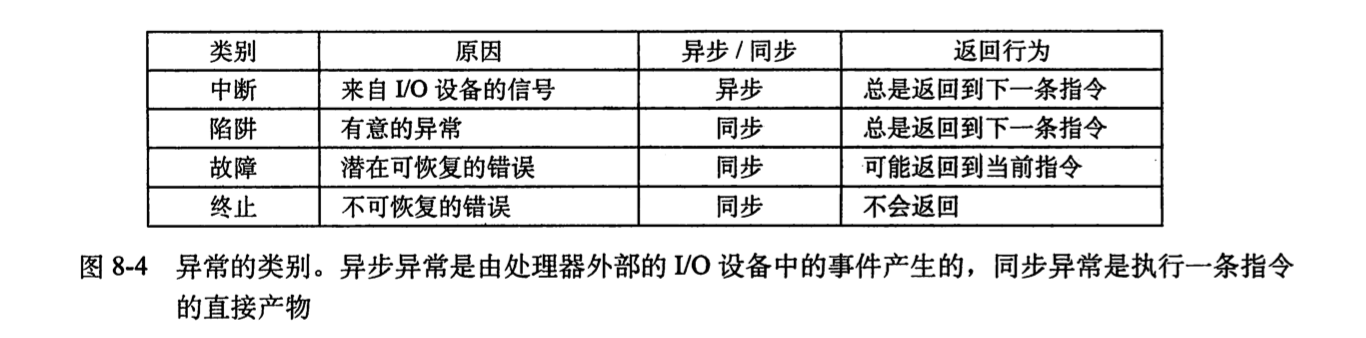 类别 原因 异步 / 同步 返回行为
中断 来自 I/O 设备的信号 异步 总是返回到下一条指令
陷阱 有意的异常 同步 总是返回到下一条指令
故障 潜在可恢复的错误 同步 可能返回到当前指令
终止 不可恢复的错误 同步 不会返回
图 8-4 异常的类别。异步异常是由处理器外部的 I/O 设备中的事件产生的，同步异常是执行一条指令
的直接产物